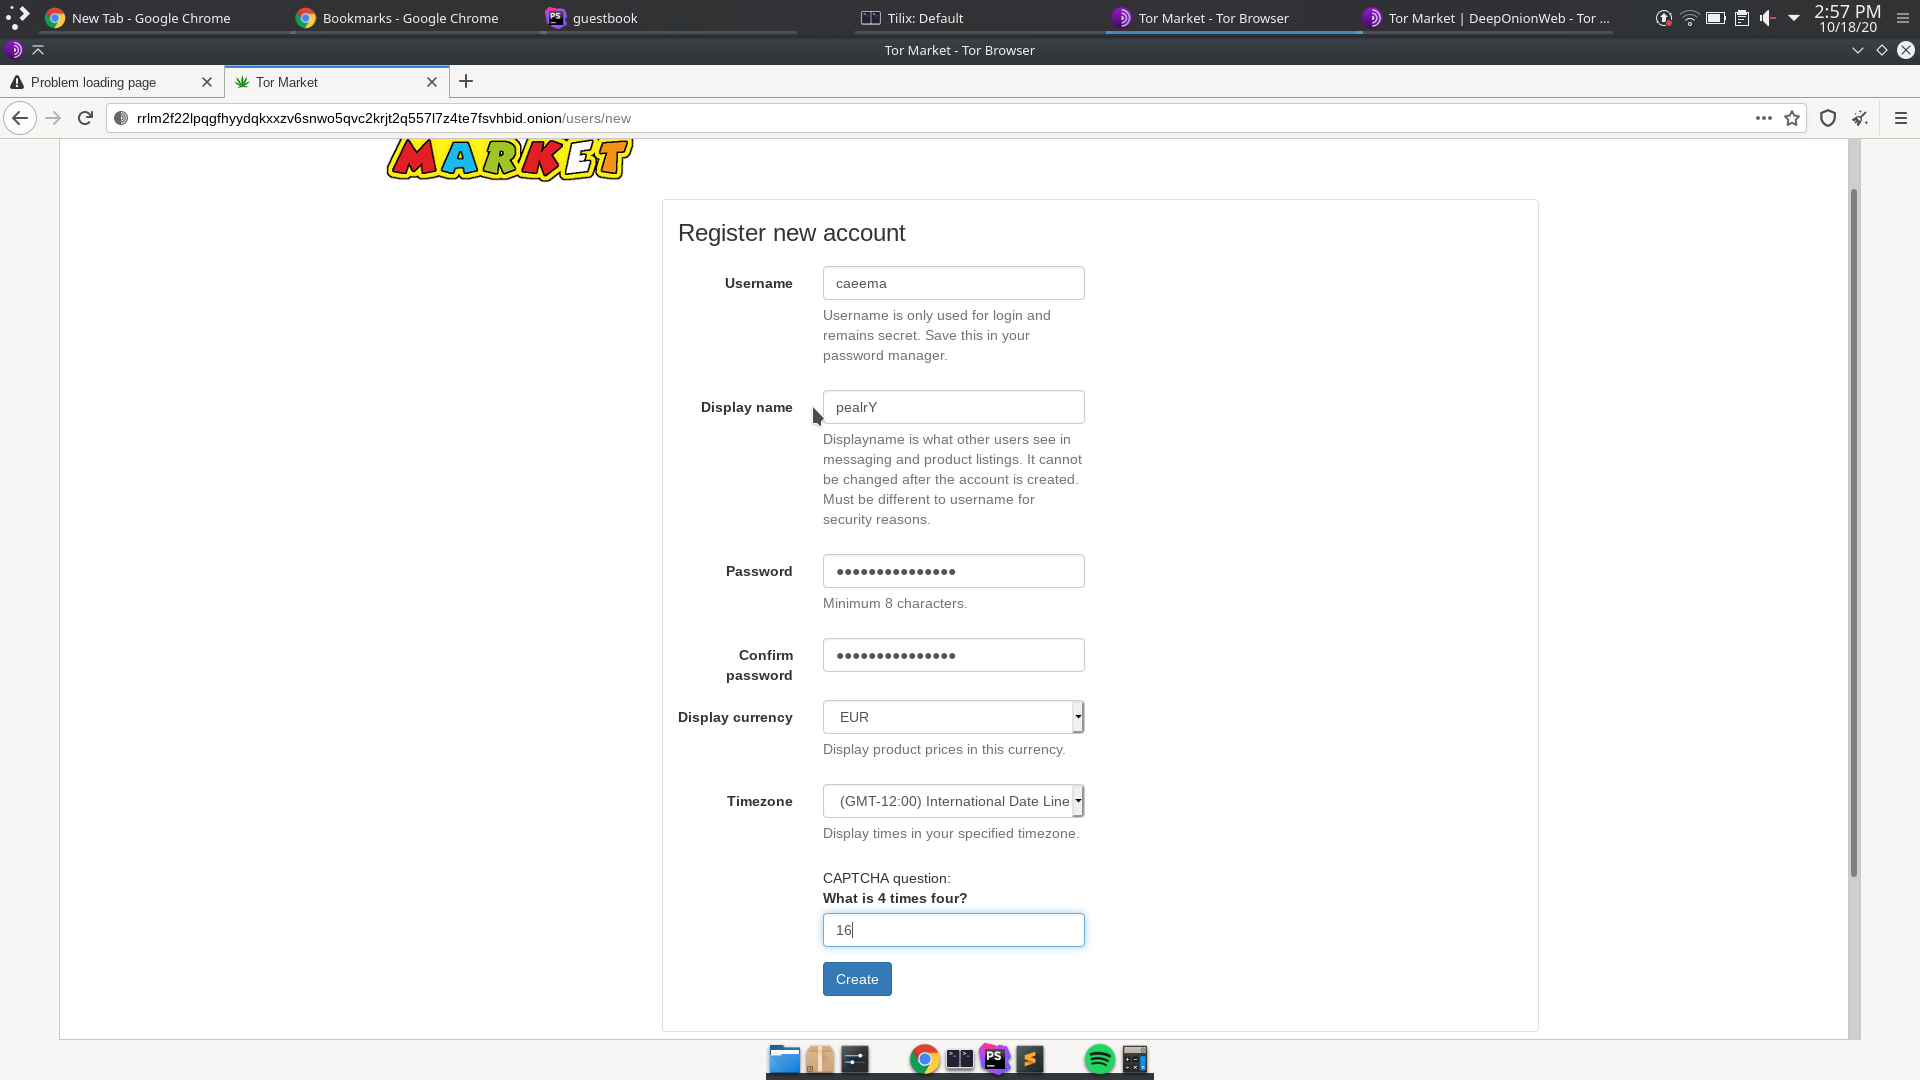 New Tab - Google Chrome
Bookmarks - Google Chrome
guestbook
Tilix: Default
Tor Market - Tor Browser
Tor Market | DeepOnionWeb - Tor ...
2:57 PM
10/18/20
Tor Market - Tor Browser
Problem loading page
Tor Market
rrlm2f22lpqgfhyydqkxxzv6snwo5qvc2krjt2q557l7z4te7fsvhbid.onion/users/new
MARKET
Register new account
Username
caeema
Username is only used for login and
remains secret. Save this in your
password manager.
Display name
pealrY
Displayname is what other users see in
messaging and product listings. It cannot
be changed after the account is created.
Must be different to username for
security reasons.
Password
Minimum 8 characters.
Confirm
password
Display currency
EUR
Display product prices in this currency.
Timezone
(GMT-12:00) International Date Line
Display times in your specified timezone.
CAPTCHA question:
What is 4 times four?
16
Create
PS